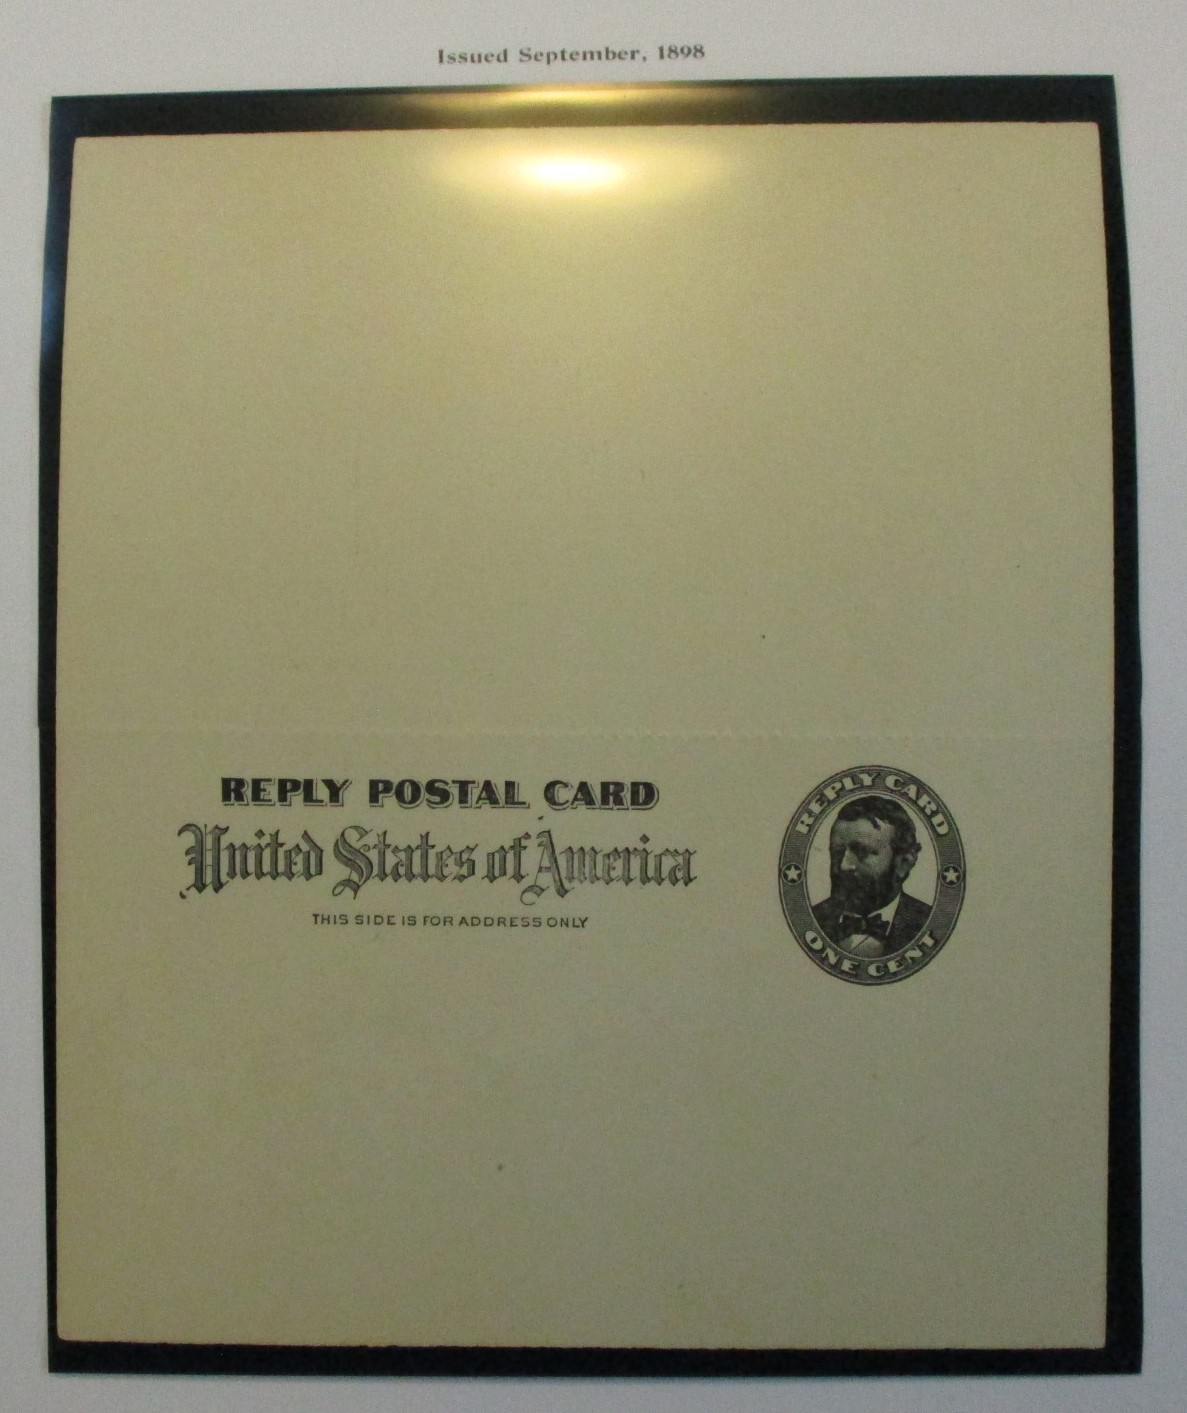 Issued September, 1898
REPLY POSTAL CARD
United States of America
THIS SIDE IS FOR ADDRESS ONLY
REPLY CARD
ONE CENT